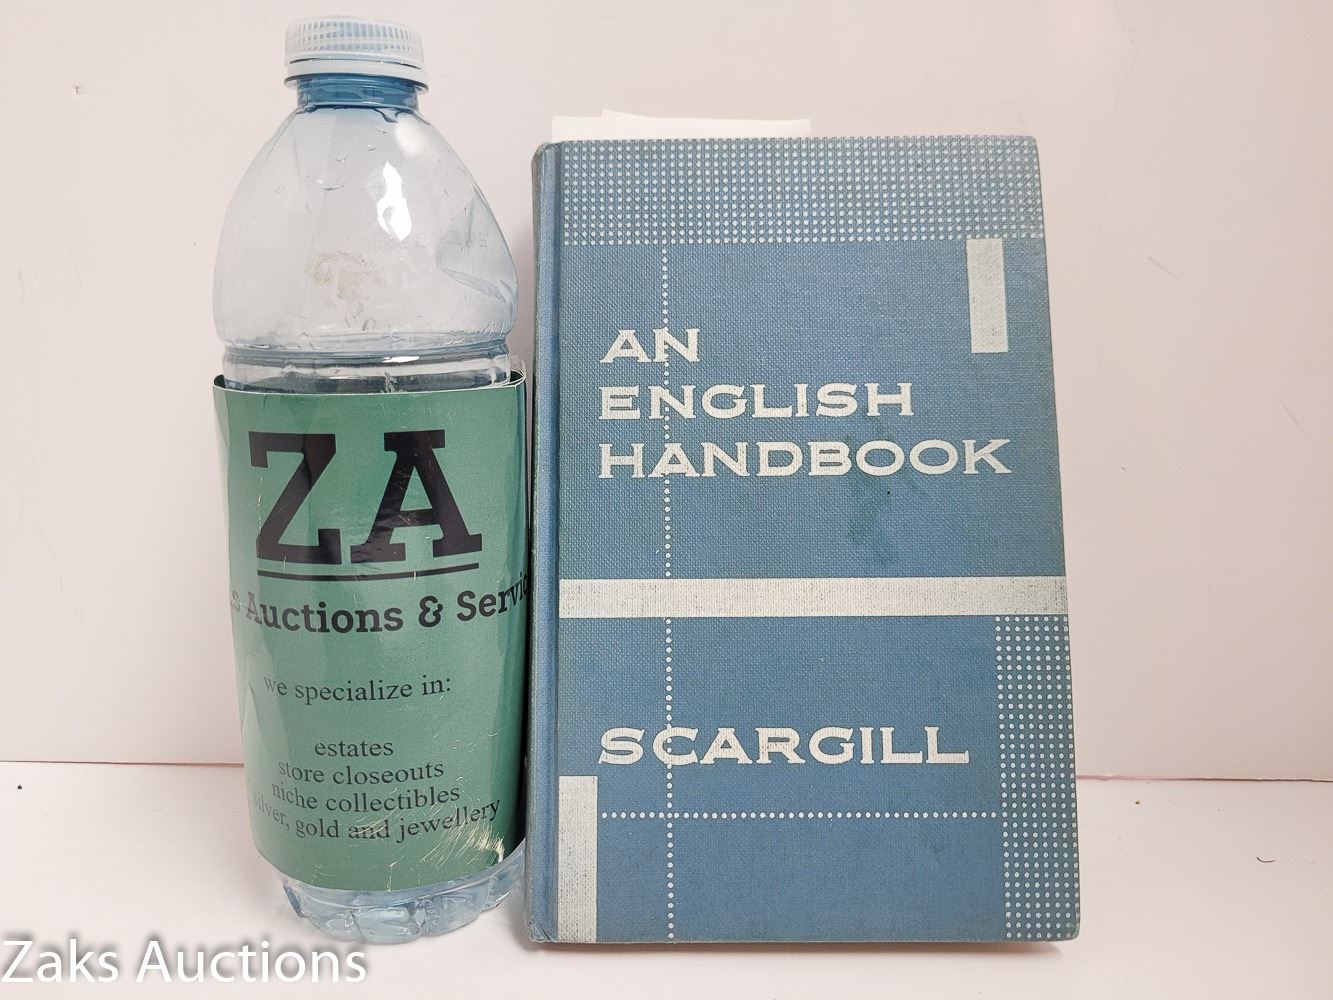 ZA
s Auctions & Servic
we specialize in:
estates
store closeouts
niche collectibles
silver, gold and jewellery
AN
ENGLISH
HANDBOOK
SCARGILL
Zaks Auctions